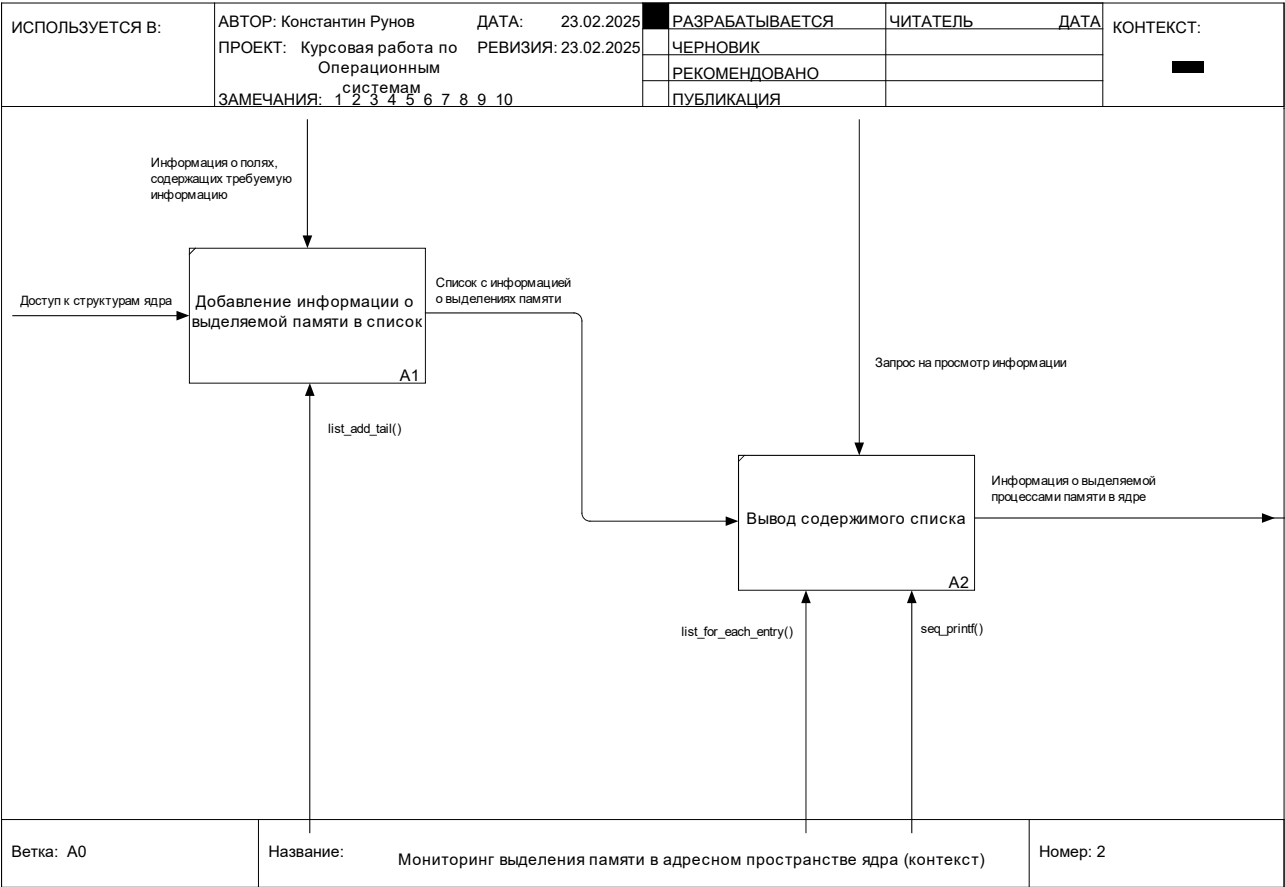 ИСПОЛЬЗУЕТСЯ В:
АВТОР: Константин Рунов
ДАТА: 23.02.2025
ПРОЕКТ: Курсовая работа по
Операционным
системам
РЕВИЗИЯ: 23.02.2025
ЗАМЕЧАНИЯ: 1 2 3 4 5 6 7 8 9 10
РАЗРАБАТЫВАЕТСЯ
ЧЕРНОВИК
РЕКОМЕНДОВАНО
ПУБЛИКАЦИЯ
ЧИТАТЕЛЬ ДАТА
КОНТЕКСТ:
Информация о полях,
содержащих требуемую
информацию
Доступ к структурам ядра
Добавление информации о
выделяемой памяти в список
A1
Список с информацией
о выделениях памяти
list_add_tail()
Запрос на просмотр информации
Вывод содержимого списка
A2
Информация о выделяемой
процессами памяти в ядре
list_for_each_entry()
seq_printf()
Ветка: A0
Название: Мониторинг выделения памяти в адресном пространстве ядра (контекст)
Номер: 2